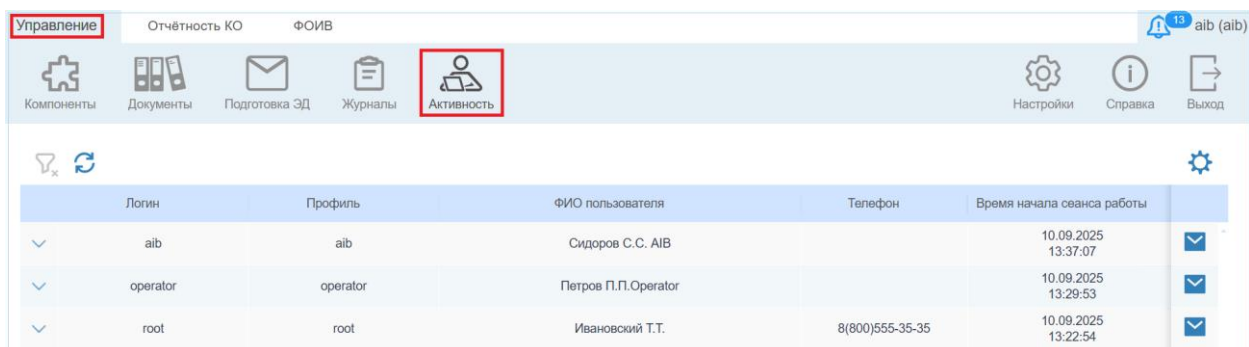 Управление Отчётность КО ФОИВ 13 aib (aib)
Компоненты Документы Подготовка ЭД Журналы Активность Настройки Справка Выход
Логин Профиль ФИО пользователя Телефон Время начала сеанса работы
aib aib Сидоров С.С. AIB 10.09.2025
13:37:07
operator operator Петров П.П.Operator 10.09.2025
13:29:53
root root Ивановский Т.Т. 8(800)555-35-35 10.09.2025
13:22:54